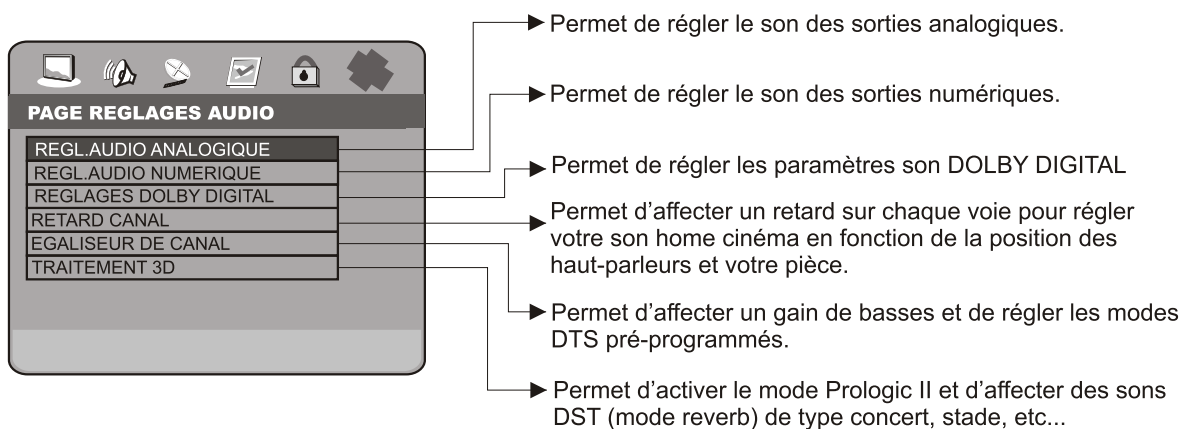 PAGE REGLAGES AUDIO
REGL.AUDIO ANALOGIQUE
REGL.AUDIO NUMERIQUE
REGLAGES DOLBY DIGITAL
RETARD CANAL
EGALISEUR DE CANAL
TRAITEMENT 3D
Permet de régler le son des sorties analogiques.
Permet de régler le son des sorties numériques.
Permet de régler les paramètres son DOLBY DIGITAL
Permet d'affecter un retard sur chaque voie pour régler
votre son home cinéma en fonction de la position des
haut-parleurs et votre pièce.
Permet d'affecter un gain de basses et de régler les modes
DTS pré-programmés.
Permet d'activer le mode Prologic II et d'affecter des sons
DST (mode reverb) de type concert, stade, etc...